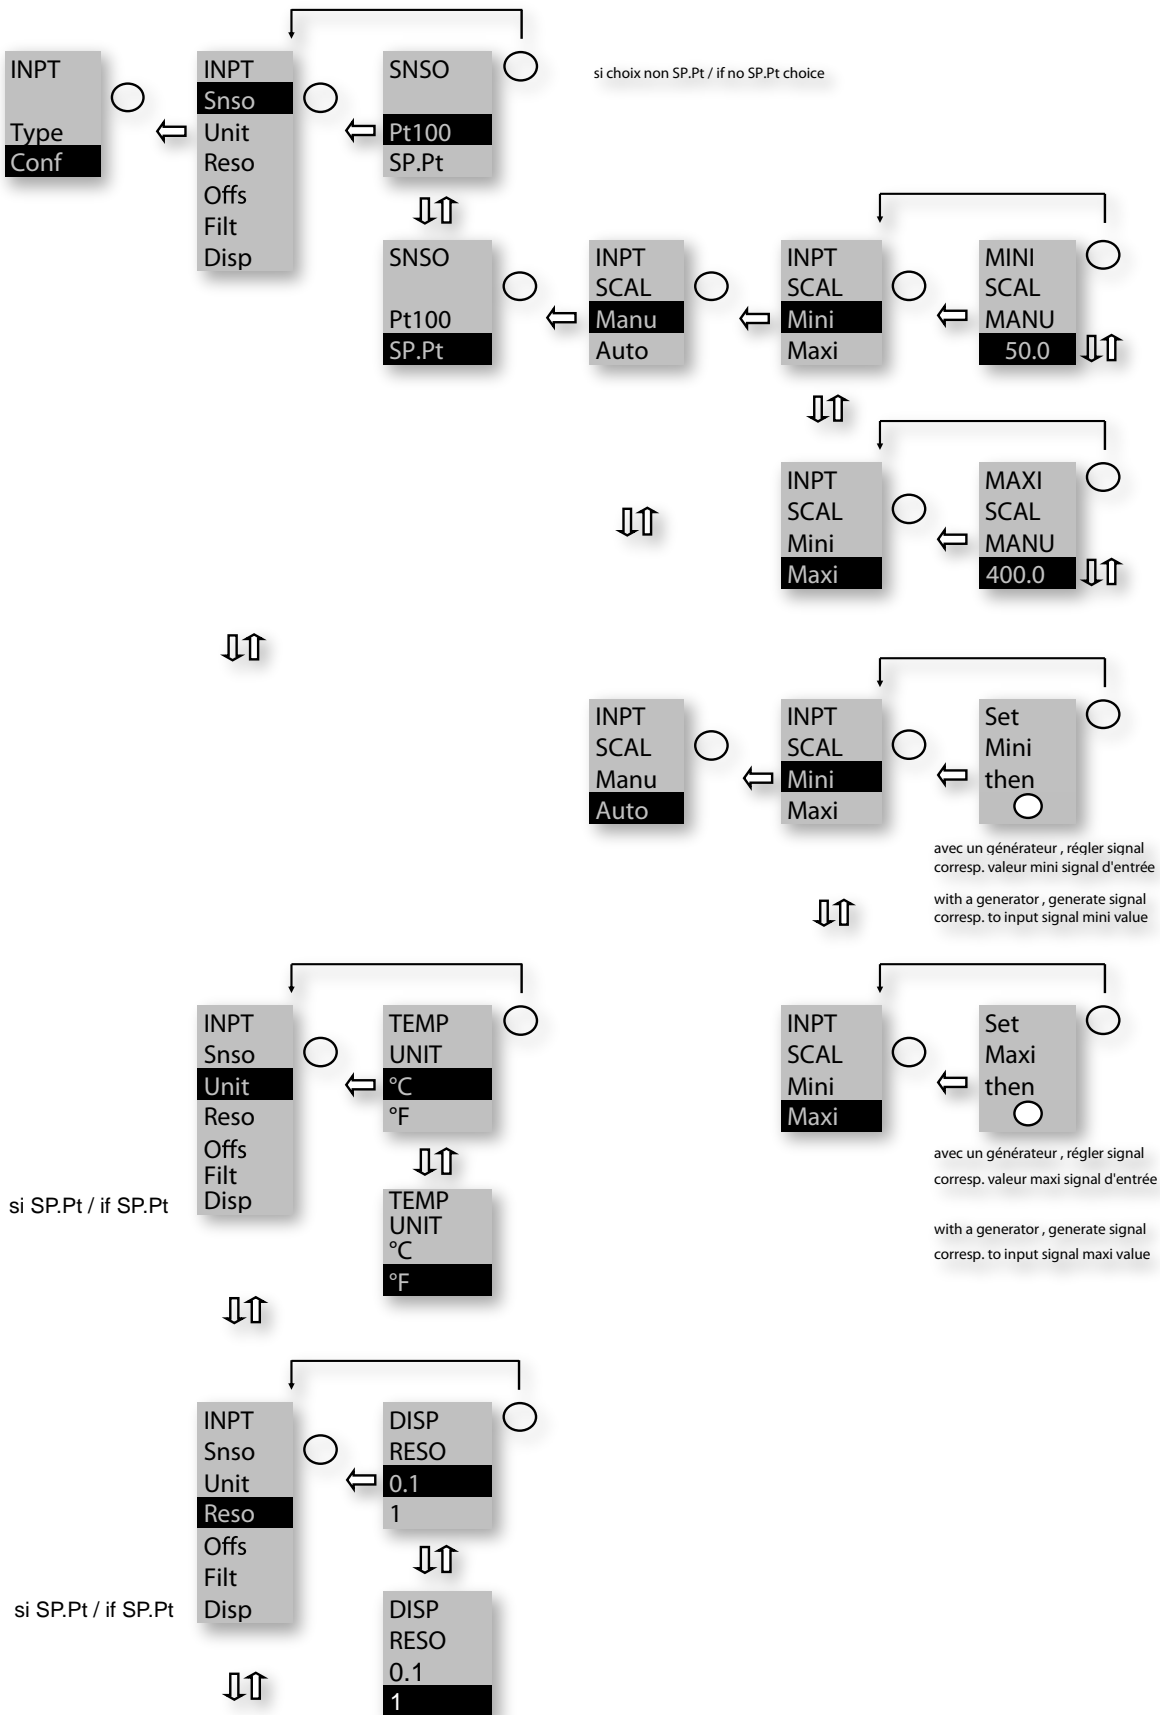 INPT
Type
Conf
INPT
Snso
Unit
Reso
Offs
Filt
Disp
SNSO
Pt100
SP.Pt
si choix non SP.Pt / if no SP.Pt choice
SNSO
Pt100
SP.Pt
INPT
SCAL
Manu
Auto
INPT
SCAL
Mini
Maxi
MINI
SCAL
MANU
50.0
INPT
SCAL
Mini
Maxi
MAXI
SCAL
MANU
400.0
INPT
SCAL
Manu
Auto
INPT
SCAL
Mini
Maxi
Set
Mini
then
avec un générateur , régler signal
corresp. valeur mini signal d'entrée
with a generator , generate signal
corresp. to input signal mini value
INPT
SCAL
Mini
Maxi
Set
Maxi
then
avec un générateur , régler signal
corresp. valeur maxi signal d'entrée
with a generator , generate signal
corresp. to input signal maxi value
INPT
Snso
Unit
Reso
Offs
Filt
Disp
si SP.Pt / if SP.Pt
TEMP
UNIT
°C
°F
TEMP
UNIT
°C
°F
INPT
Snso
Unit
Reso
Offs
Filt
Disp
si SP.Pt / if SP.Pt
DISP
RESO
0.1
1
DISP
RESO
0.1
1